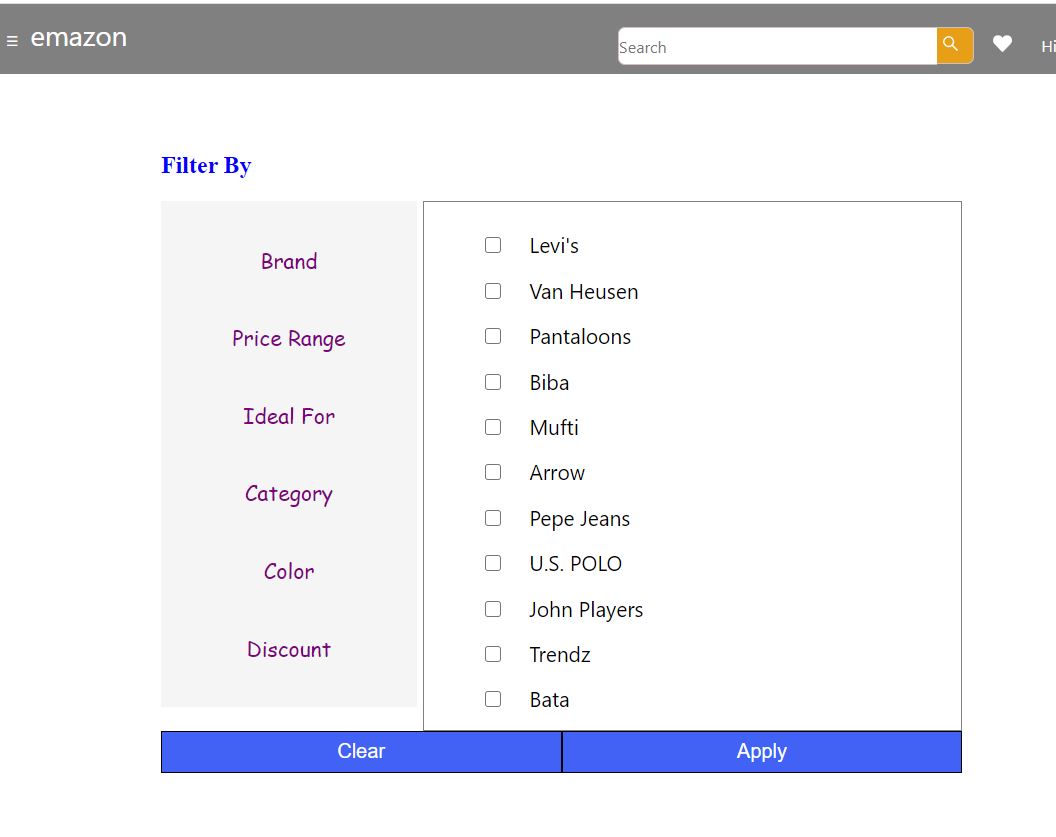 ☰ emazon
Search
Hi
Filter By
Brand
Price Range
Ideal For
Category
Color
Discount
Levi's
Van Heusen
Pantaloons
Biba
Mufti
Arrow
Pepe Jeans
U.S. POLO
John Players
Trendz
Bata
Clear
Apply